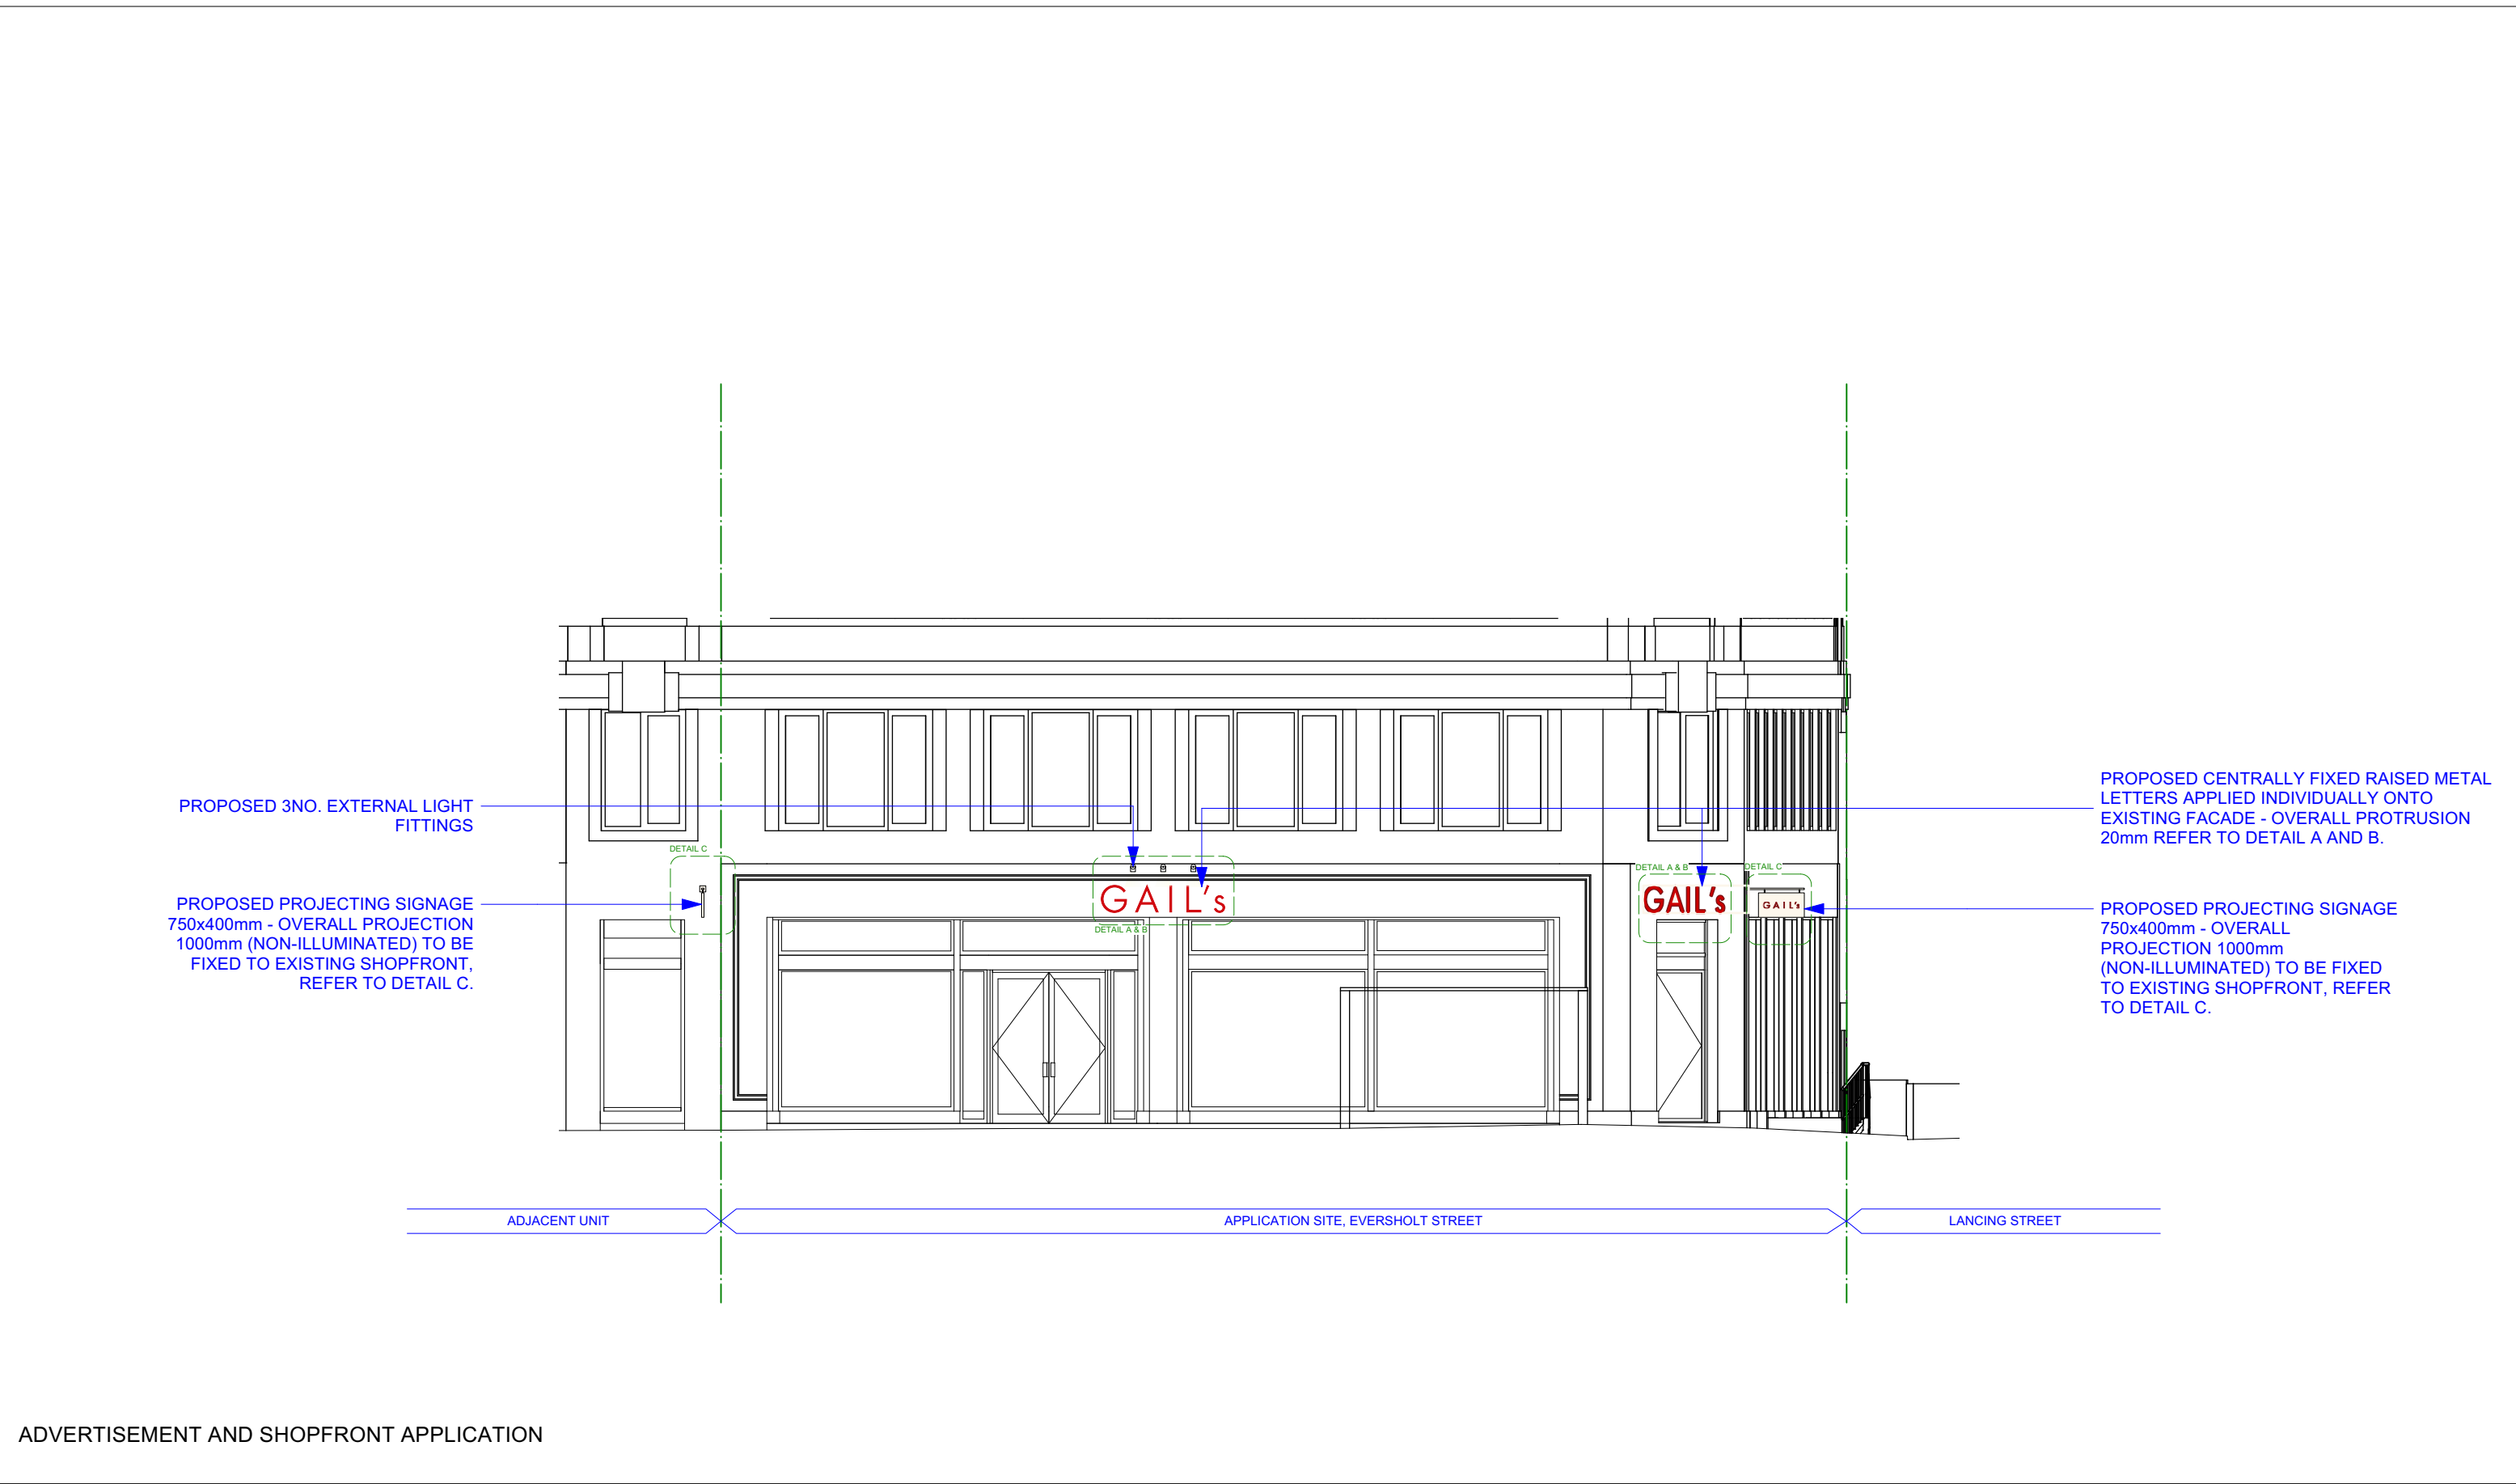 PROPOSED 3NO. EXTERNAL LIGHT
FITTINGS
PROPOSED PROJECTING SIGNAGE
750x400mm - OVERALL PROJECTION
1000mm (NON-ILLUMINATED) TO BE
FIXED TO EXISTING SHOPFRONT,
REFER TO DETAIL C.
DETAIL C
GAIL's
DETAIL A & B
DETAIL A & B
GAIL's
DETAIL C
GAIL's
PROPOSED CENTRALLY FIXED RAISED METAL
LETTERS APPLIED INDIVIDUALLY ONTO
EXISTING FACADE - OVERALL PROTRUSION
20mm REFER TO DETAIL A AND B.
PROPOSED PROJECTING SIGNAGE
750x400mm - OVERALL
PROJECTION 1000mm
(NON-ILLUMINATED) TO BE FIXED
TO EXISTING SHOPFRONT, REFER
TO DETAIL C.
ADJACENT UNIT
APPLICATION SITE, EVERSHOLT STREET
LANCING STREET
ADVERTISEMENT AND SHOPFRONT APPLICATION